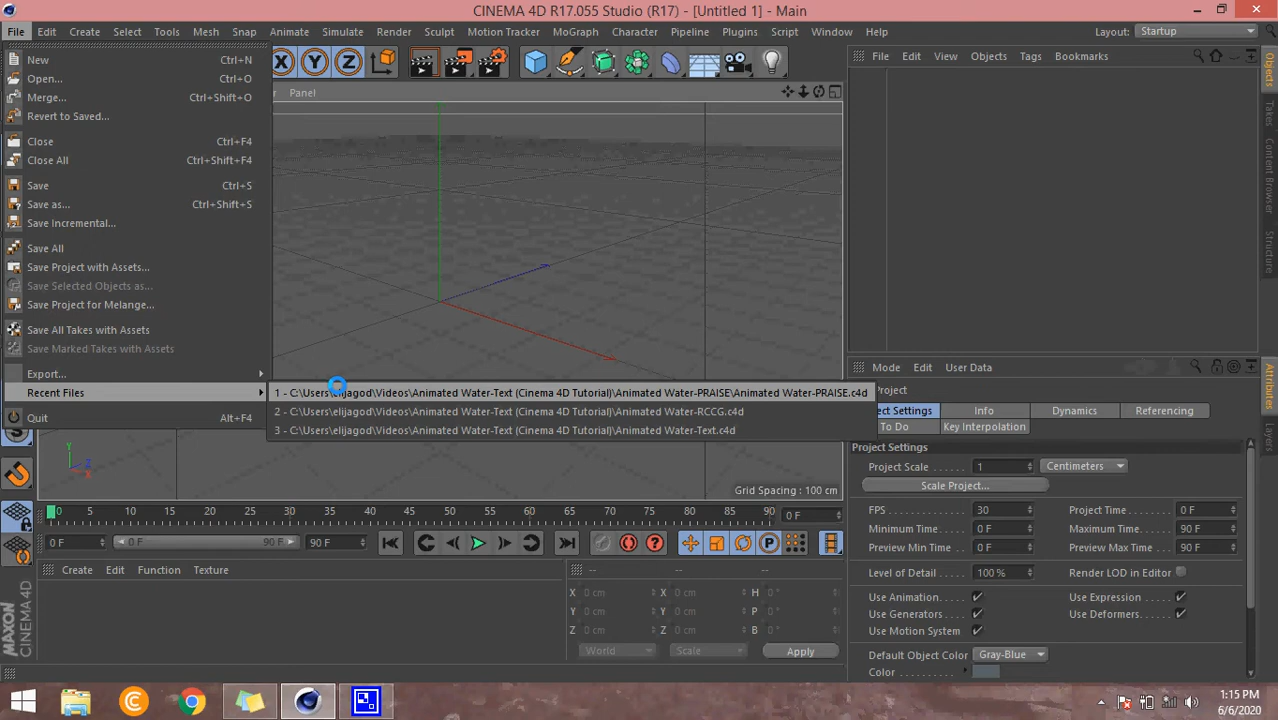 CINEMA 4D R17.055 Studio (R17) - [Untitled 1] - Main
File Edit Create Select Tools Mesh Snap Animate Simulate Render Sculpt Motion Tracker MoGraph Character Pipeline Plugins Script Window Help Layout: Startup
New Ctrl+N
Open... Ctrl+O
Merge... Ctrl+Shift+O
Revert to Saved...
Close Ctrl+F4
Close All Ctrl+Shift+F4
Save Ctrl+S
Save as... Ctrl+Shift+S
Save Incremental...
Save All
Save Project with Assets...
Save Selected Objects as...
Save Project for Melange...
Save All Takes with Assets
Save Marked Takes with Assets
Export...
Recent Files
Quit Alt+F4
1 - C:\Users\elijagod\Videos\Animated Water-Text (Cinema 4D Tutorial)\Animated Water-PRAISE\Animated Water-PRAISE.c4d
2 - C:\Users\elijagod\Videos\Animated Water-Text (Cinema 4D Tutorial)\Animated Water-RCCG.c4d
3 - C:\Users\elijagod\Videos\Animated Water-Text (Cinema 4D Tutorial)\Animated Water-Text.c4d
X Y Z
Panel
File Edit View Objects Tags Bookmarks
Objects
Takes
Content Browser
Structure
Attributes
Layers
Mode Edit User Data
Project
ect Settings Info Dynamics Referencing
To Do Key Interpolation
Project Settings
Project Scale 1 Centimeters
Scale Project...
FPS 30 Project Time 0 F
Minimum Time 0 F Maximum Time 90 F
Preview Min Time 0 F Preview Max Time 90 F
Level of Detail 100 % Render LOD in Editor
Use Animation Use Expression
Use Generators Use Deformers
Use Motion System
Default Object Color Gray-Blue
Color
Y Z X
Grid Spacing : 100 cm
0 5 10 15 20 25 30 35 40 45 50 55 60 65 70 75 80 85 90 0 F
0 F 0 F 90 F 90 F
Create Edit Function Texture
-- -- --
X 0 cm X 0 cm H 0 °
Y 0 cm Y 0 cm P 0 °
Z 0 cm Z 0 cm B 0 °
World Scale Apply
MAXON
CINEMA 4D
1:15 PM
6/6/2020